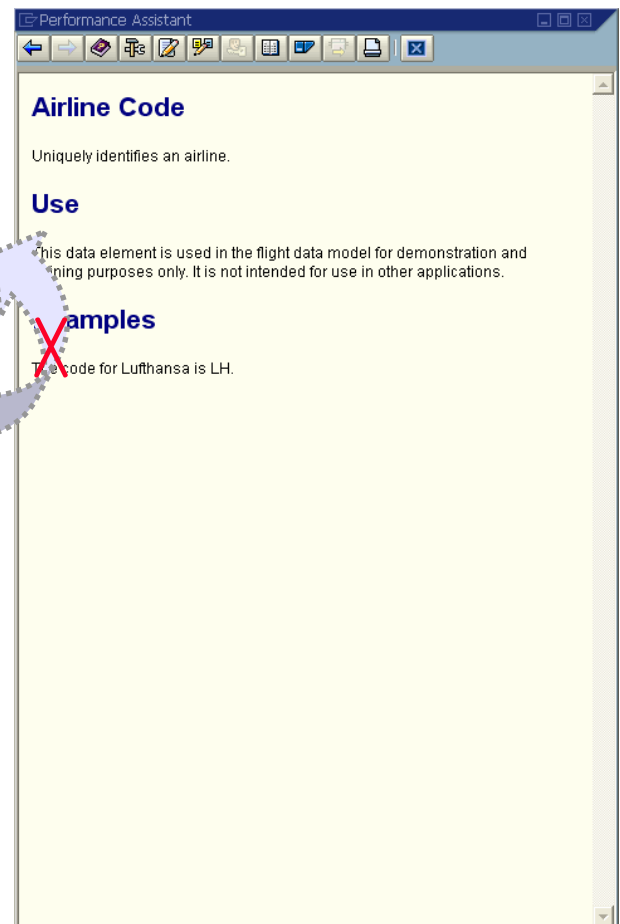 Performance Assistant
Airline Code
Uniquely identifies an airline.
Use
This data element is used in the flight data model for demonstration and
purposes only. It is not intended for use in other applications.
The code for Lufthansa is LH.